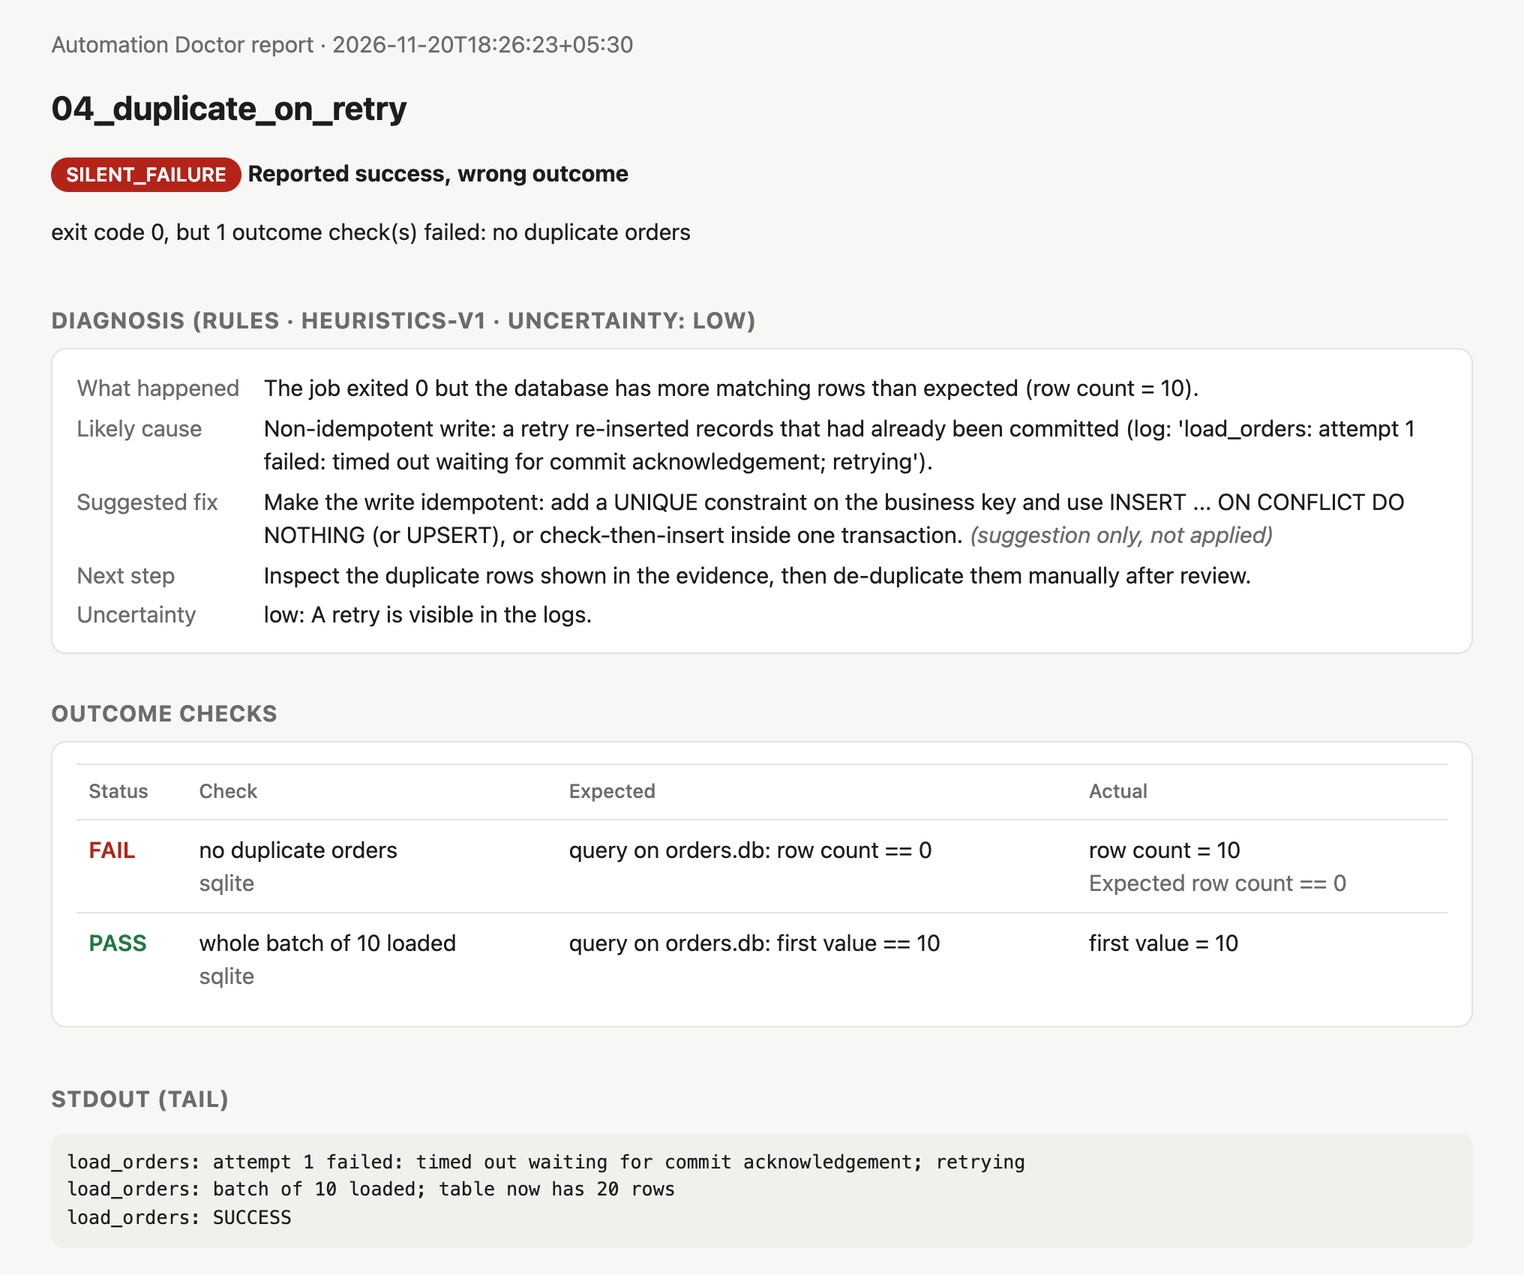 Automation Doctor report · 2026-11-20T18:26:23+05:30
04_duplicate_on_retry
SILENT_FAILURE Reported success, wrong outcome
exit code 0, but 1 outcome check(s) failed: no duplicate orders
DIAGNOSIS (RULES · HEURISTICS-V1 · UNCERTAINTY: LOW)
What happened The job exited 0 but the database has more matching rows than expected (row count = 10).
Likely cause Non-idempotent write: a retry re-inserted records that had already been committed (log: 'load_orders: attempt 1
failed: timed out waiting for commit acknowledgement; retrying').
Suggested fix Make the write idempotent: add a UNIQUE constraint on the business key and use INSERT ... ON CONFLICT DO
NOTHING (or UPSERT), or check-then-insert inside one transaction. (suggestion only, not applied)
Next step Inspect the duplicate rows shown in the evidence, then de-duplicate them manually after review.
Uncertainty low: A retry is visible in the logs.
OUTCOME CHECKS
Status Check Expected Actual
FAIL no duplicate orders query on orders.db: row count == 0 row count = 10
sqlite Expected row count == 0
PASS whole batch of 10 loaded query on orders.db: first value == 10 first value = 10
sqlite
STDOUT (TAIL)
load_orders: attempt 1 failed: timed out waiting for commit acknowledgement; retrying
load_orders: batch of 10 loaded; table now has 20 rows
load_orders: SUCCESS